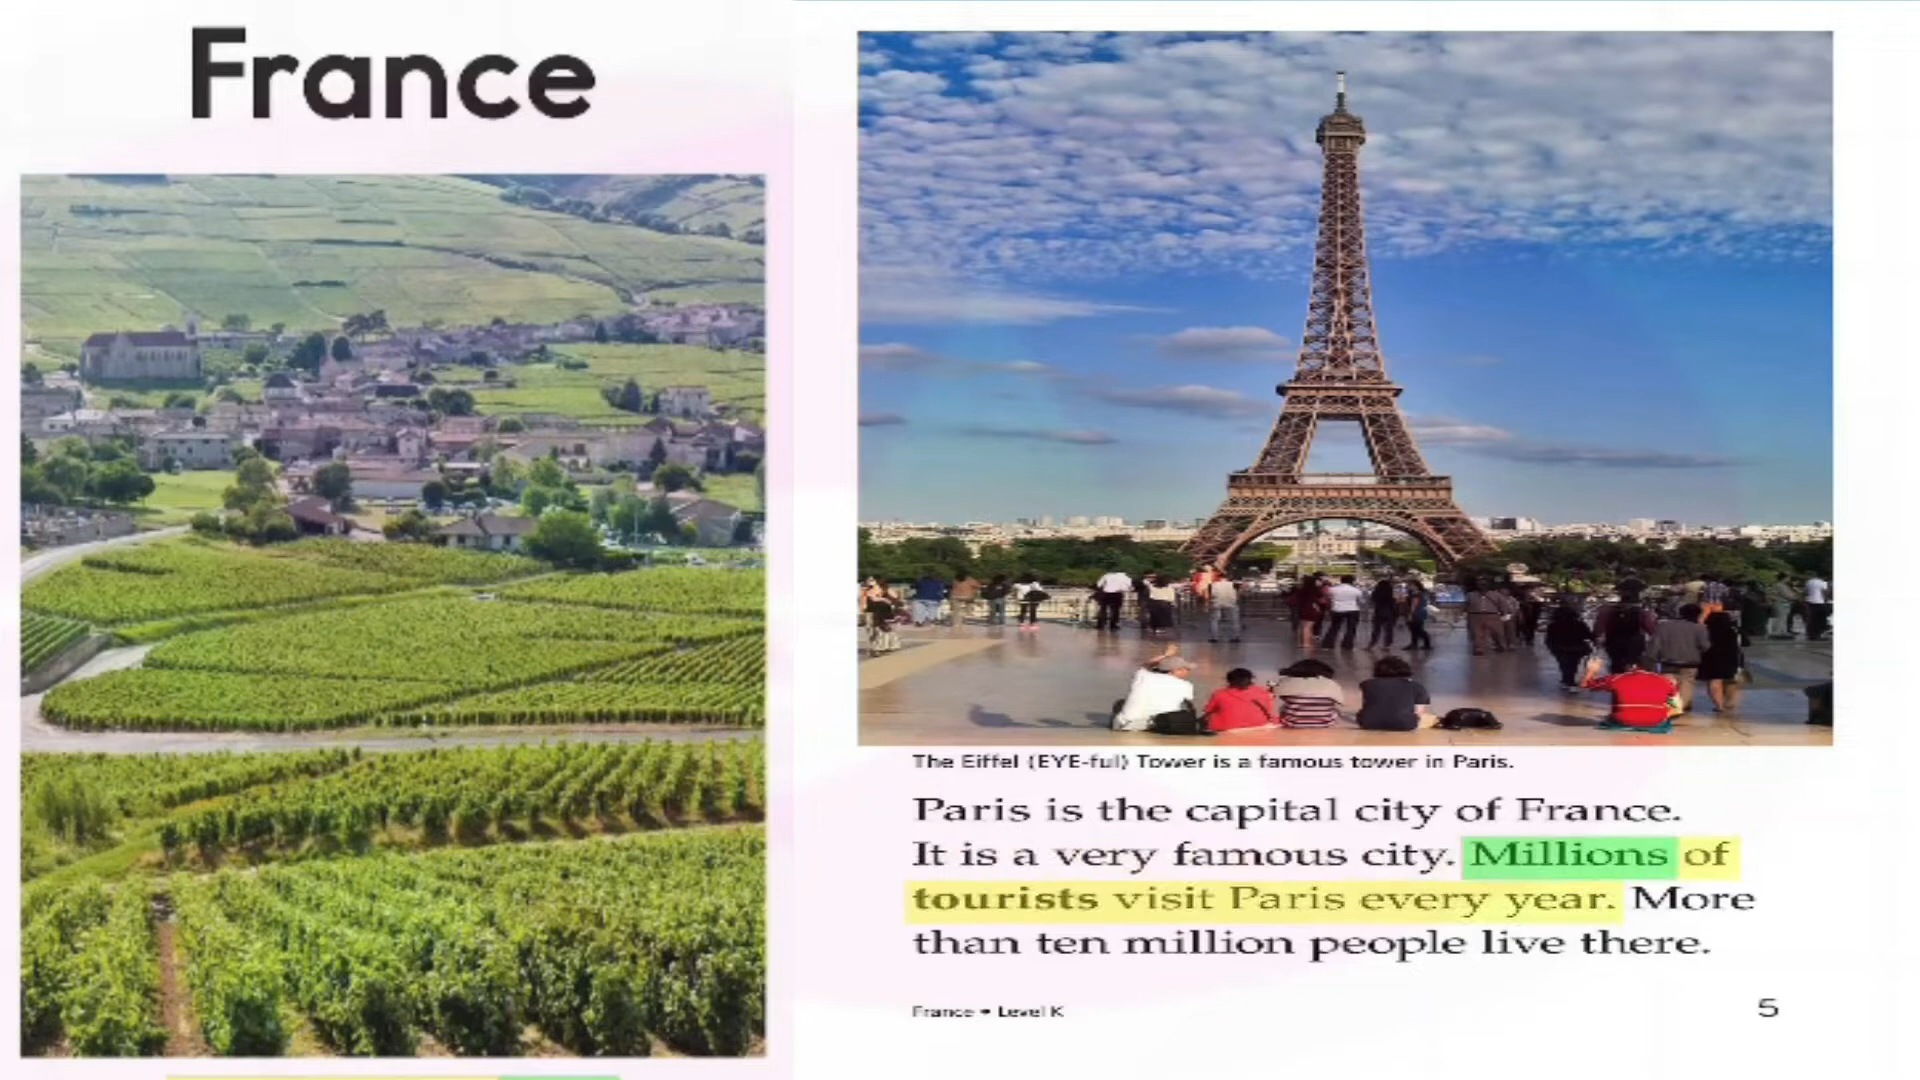 France
The Eiffel (EYE-ful) Tower is a famous tower in Paris.
Paris is the capital city of France.
It is a very famous city. Millions of
tourists visit Paris every year. More
than ten million people live there.
France • Level K
5